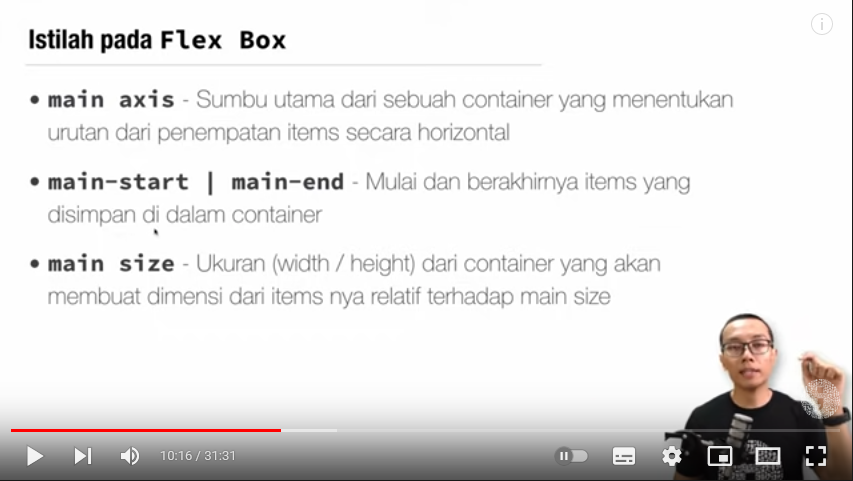 Istilah pada Flex Box
• main axis - Sumbu utama dari sebuah container yang menentukan
urutan dari penempatan items secara horizontal
• main-start | main-end - Mulai dan berakhirnya items yang
disimpan di dalam container
• main size - Ukuran (width / height) dari container yang akan
membuat dimensi dari items nya relatif terhadap main size
10:16 / 31:31